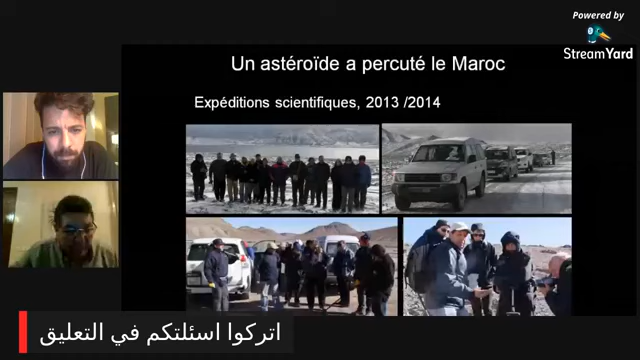 Powered by
StreamYard
Un astéroïde a percuté le Maroc
Expéditions scientifiques, 2013 /2014
اتركوا اسئلتكم في التعليق